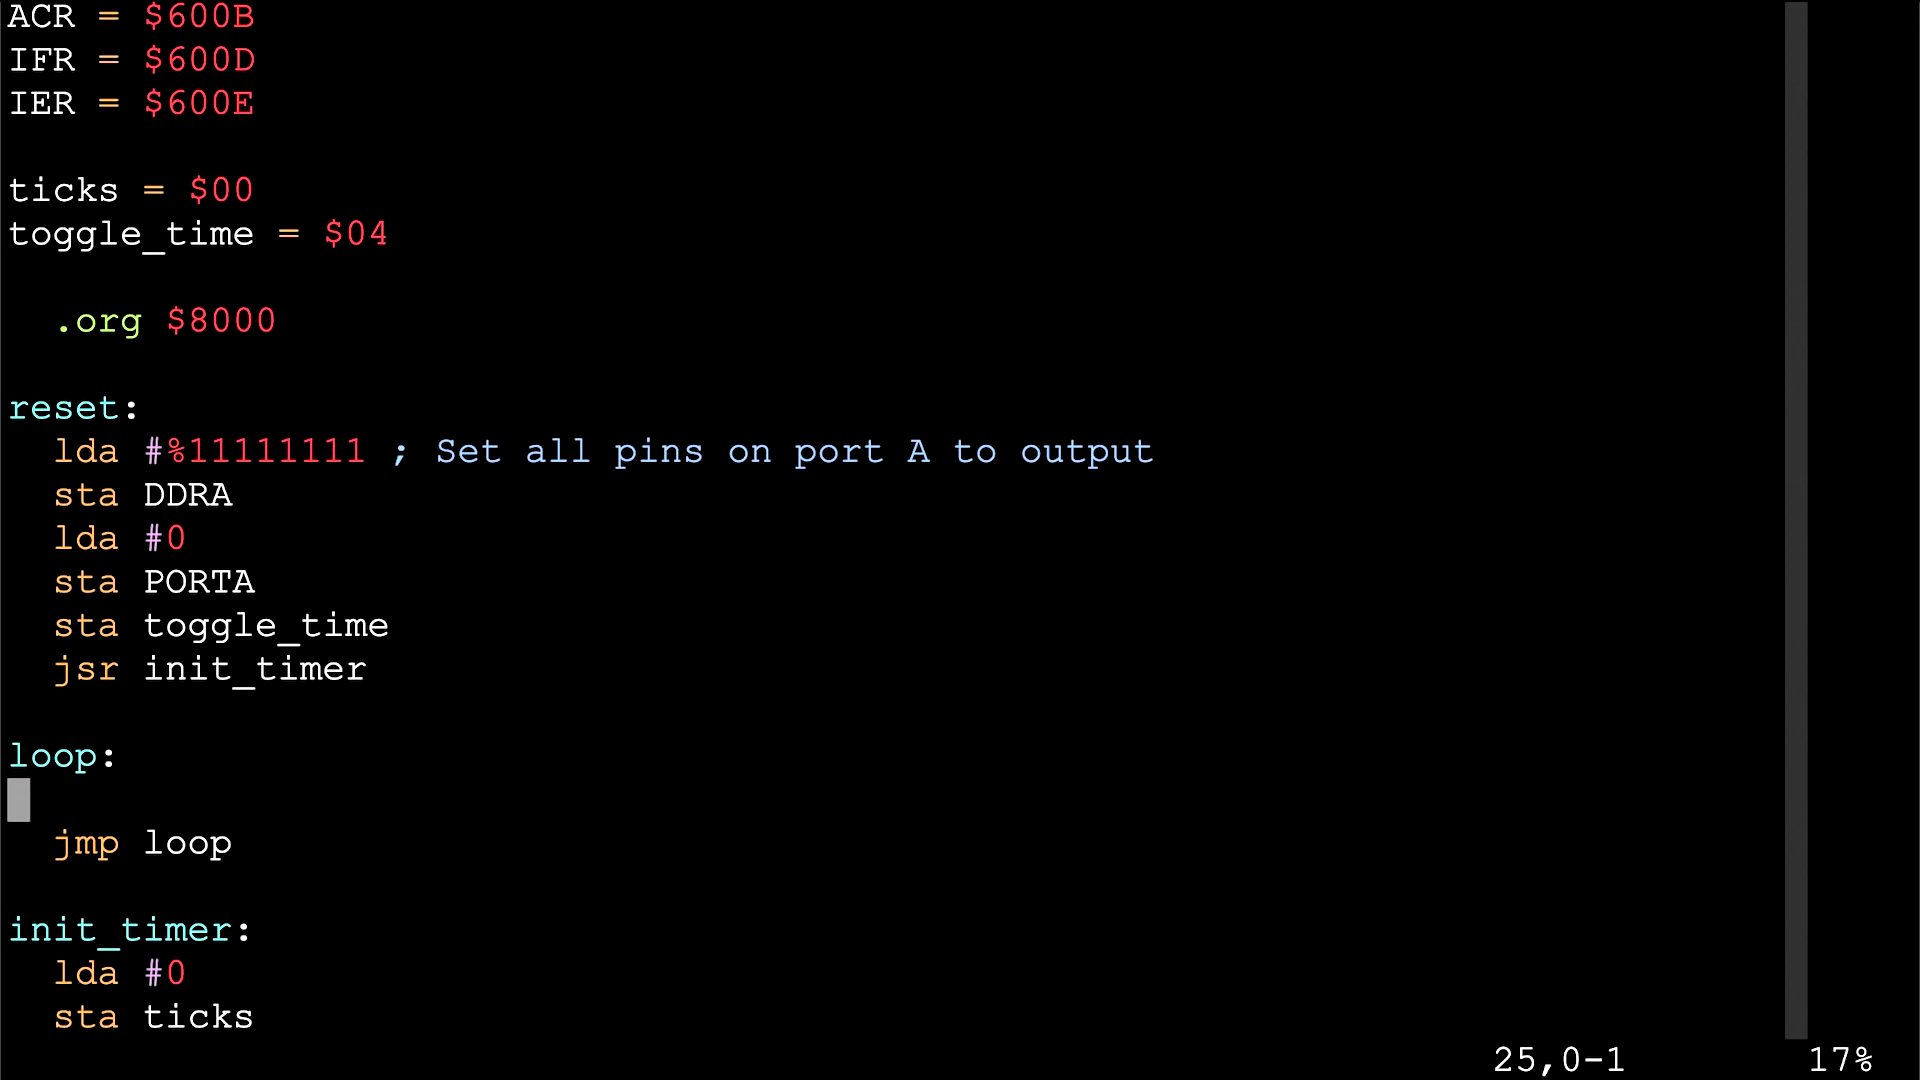 ACR = $600B
IFR = $600D
IER = $600E
ticks = $00
toggle_time = $04
.org $8000
reset:
lda #%11111111 ; Set all pins on port A to output
sta DDRA
lda #0
sta PORTA
sta toggle_time
jsr init_timer
loop:
jmp loop
init_timer:
lda #0
sta ticks
25,0-1 17%